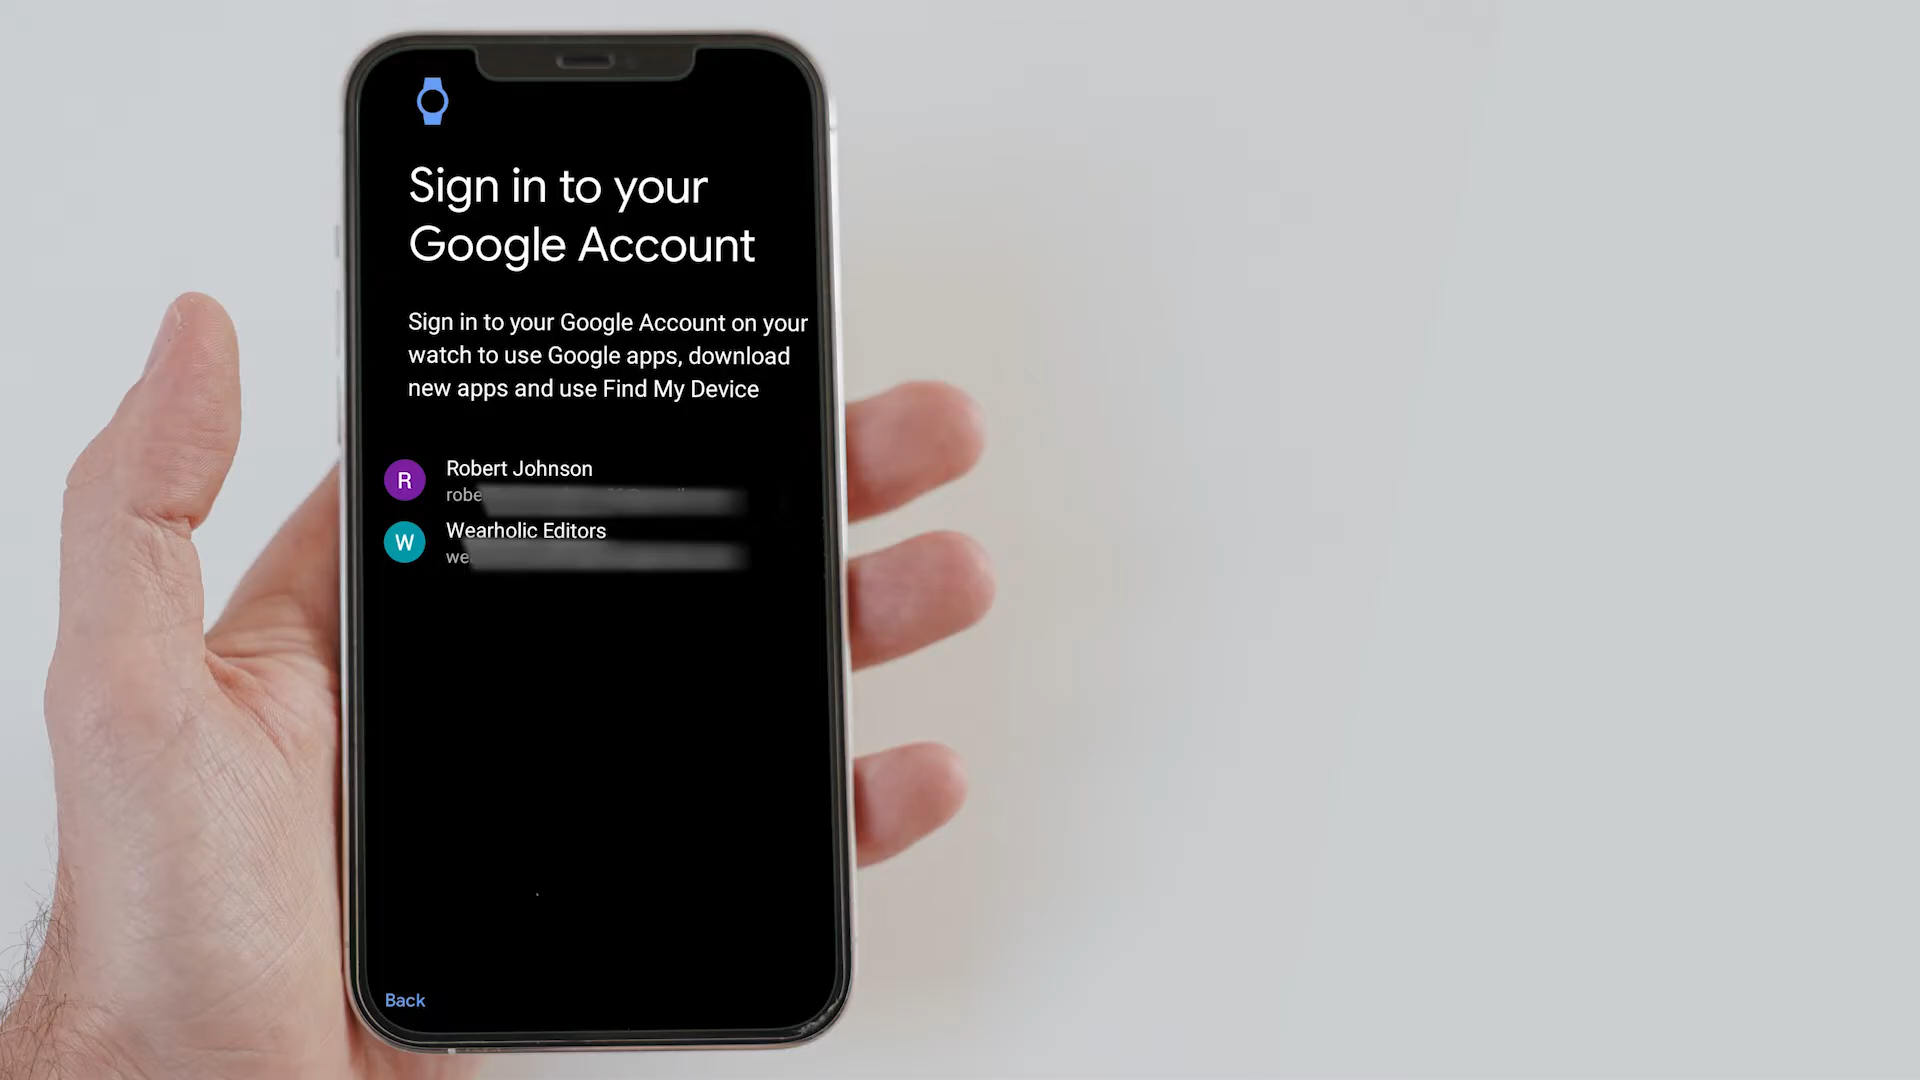 Sign in to your
Google Account
Sign in to your Google Account on your
watch to use Google apps, download
new apps and use Find My Device
R
Robert Johnson
robe
W
Wearholic Editors
we
Back